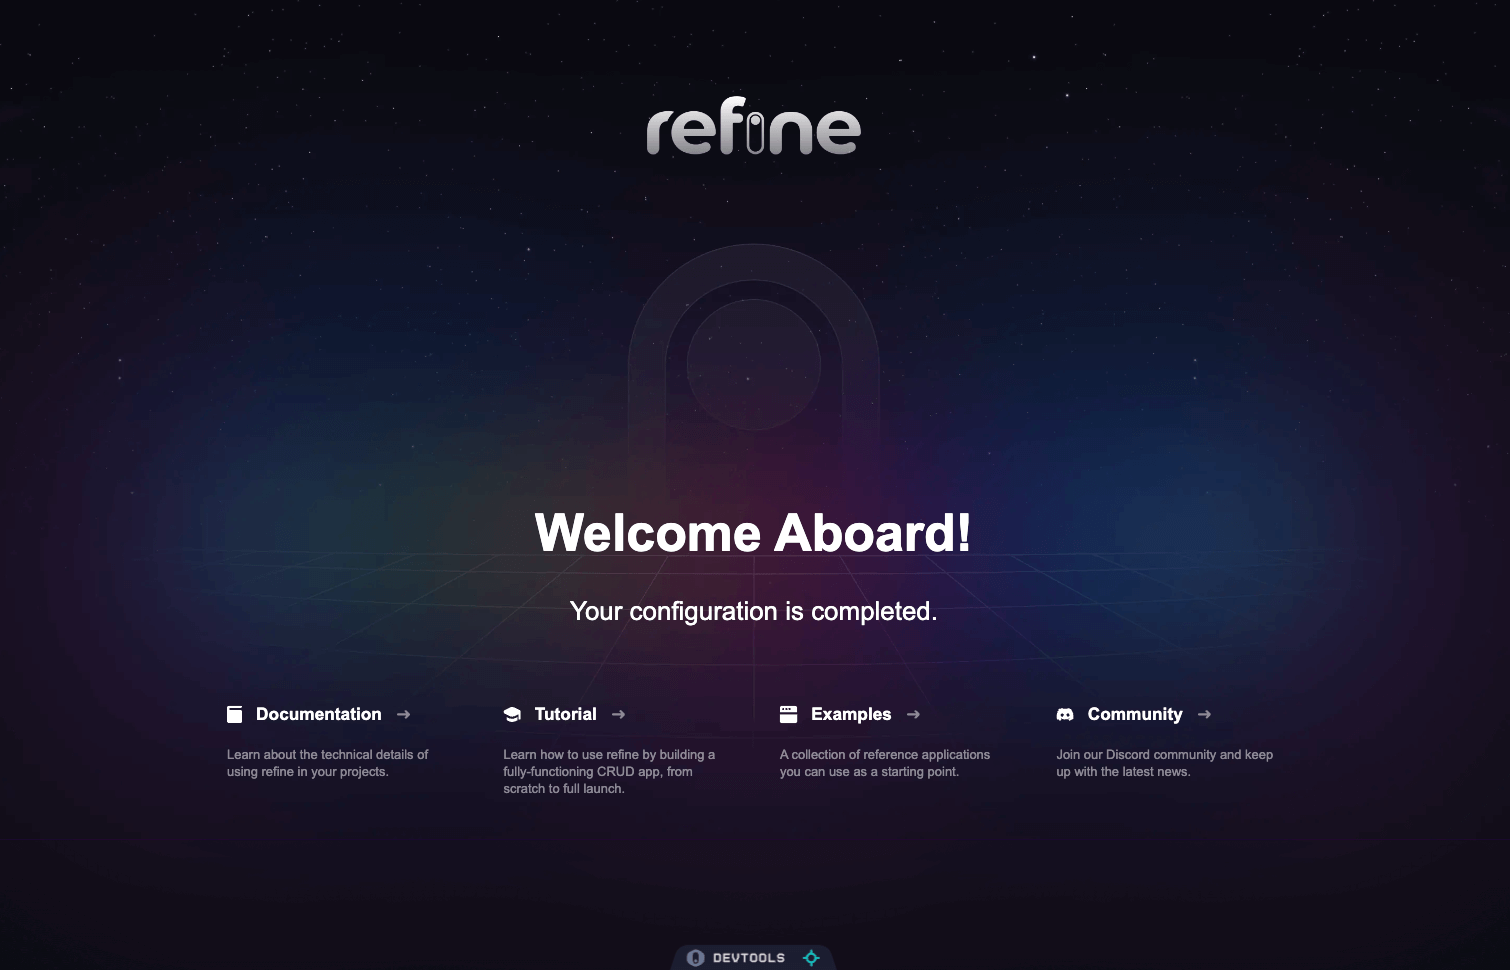 refine
Welcome Aboard!
Your configuration is completed.
Documentation →
Learn about the technical details of
using refine in your projects.
Tutorial →
Learn how to use refine by building a
fully-functioning CRUD app, from
scratch to full launch.
Examples →
A collection of reference applications
you can use as a starting point.
Community →
Join our Discord community and keep
up with the latest news.
DEVTOOLS